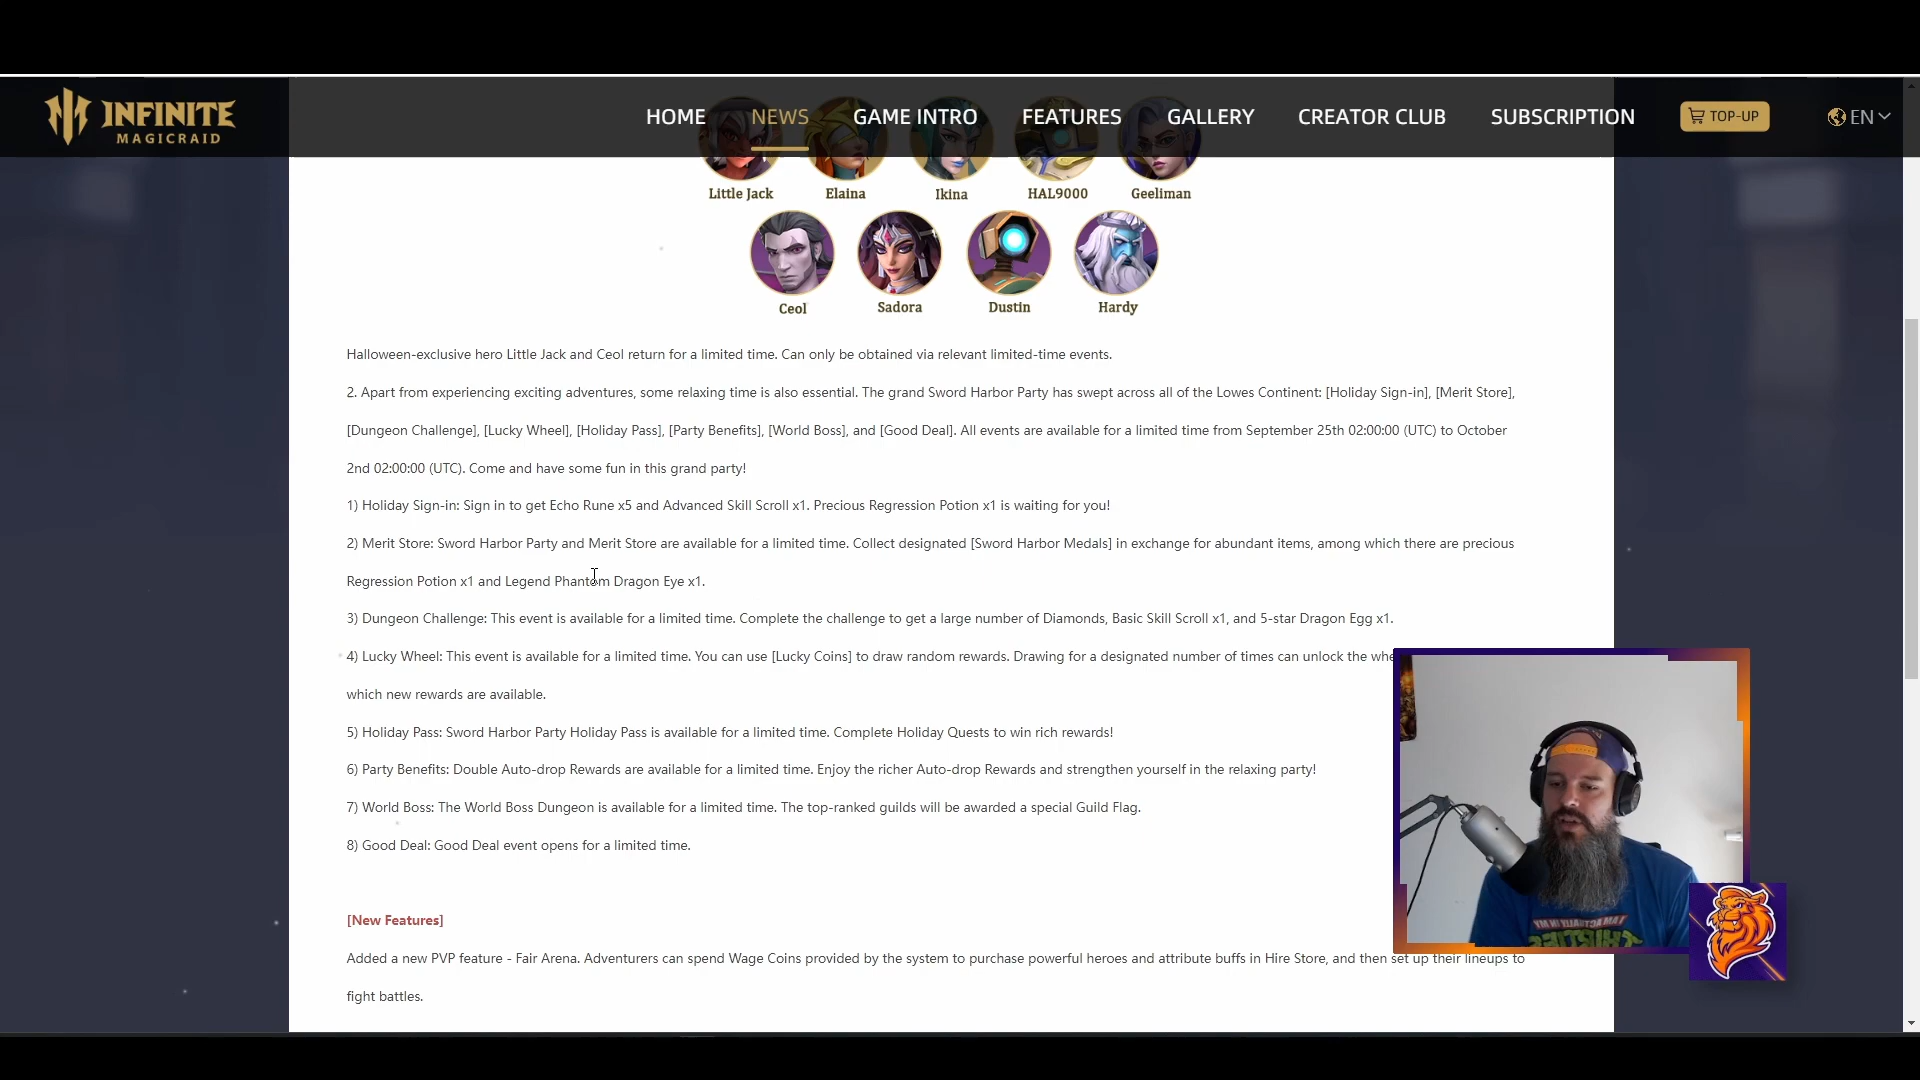 INFINITE
MAGICRAID
HOME NEWS GAME INTRO FEATURES GALLERY CREATOR CLUB SUBSCRIPTION TOP-UP EN
Little Jack Elaina Ikina HAL9000 Geeliman
Ceol Sadora Dustin Hardy
Halloween-exclusive hero Little Jack and Ceol return for a limited time. Can only be obtained via relevant limited-time events.
2. Apart from experiencing exciting adventures, some relaxing time is also essential. The grand Sword Harbor Party has swept across all of the Lowes Continent: [Holiday Sign-in], [Merit Store],
[Dungeon Challenge], [Lucky Wheel], [Holiday Pass], [Party Benefits], [World Boss], and [Good Deal]. All events are available for a limited time from September 25th 02:00:00 (UTC) to October
2nd 02:00:00 (UTC). Come and have some fun in this grand party!
1) Holiday Sign-in: Sign in to get Echo Rune x5 and Advanced Skill Scroll x1. Precious Regression Potion x1 is waiting for you!
2) Merit Store: Sword Harbor Party and Merit Store are available for a limited time. Collect designated [Sword Harbor Medals] in exchange for abundant items, among which there are precious
Regression Potion x1 and Legend Phantom Dragon Eye x1.
3) Dungeon Challenge: This event is available for a limited time. Complete the challenge to get a large number of Diamonds, Basic Skill Scroll x1, and 5-star Dragon Egg x1.
4) Lucky Wheel: This event is available for a limited time. You can use [Lucky Coins] to draw random rewards. Drawing for a designated number of times can unlock the
which new rewards are available.
5) Holiday Pass: Sword Harbor Party Holiday Pass is available for a limited time. Complete Holiday Quests to win rich rewards!
6) Party Benefits: Double Auto-drop Rewards are available for a limited time. Enjoy the richer Auto-drop Rewards and strengthen yourself in the relaxing party!
7) World Boss: The World Boss Dungeon is available for a limited time. The top-ranked guilds will be awarded a special Guild Flag.
8) Good Deal: Good Deal event opens for a limited time.
[New Features]
Added a new PVP feature - Fair Arena. Adventurers can spend Wage Coins provided by the system to purchase powerful heroes and attribute buffs in Hire Store, and then set up their lineups to
fight battles.